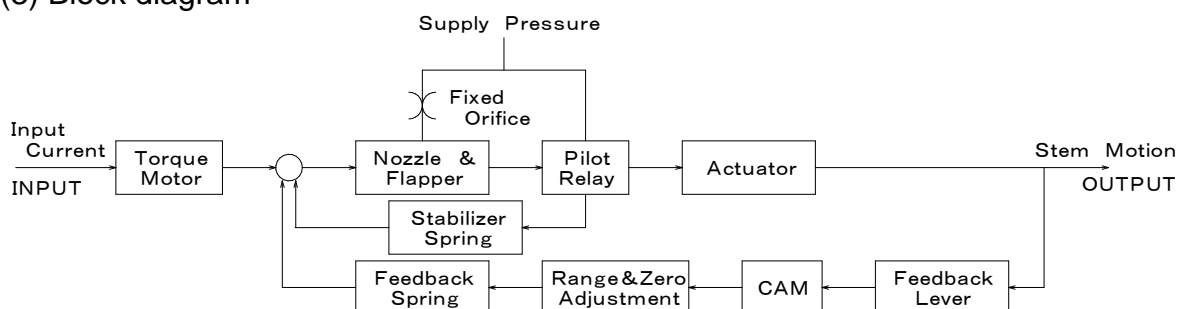 (3) Block diagram
Supply Pressure
Fixed
Orifice
Input
Current
INPUT
Torque
Motor
Nozzle &
Flapper
Pilot
Relay
Actuator
Stem Motion
OUTPUT
Stabilizer
Spring
Feedback
Spring
Range&Zero
Adjustment
CAM
Feedback
Lever